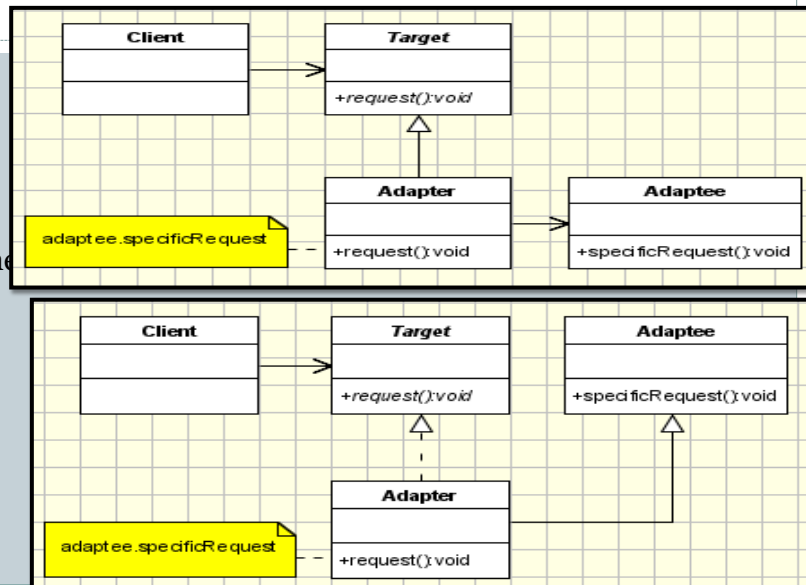 Client
Target
+request():void
Adapter
Adaptee
adaptee.specificRequest
+request():void
+specificRequest():void
Client
Target
Adaptee
+request():void
+specificRequest():void
Adapter
adaptee.specificRequest
+request():void